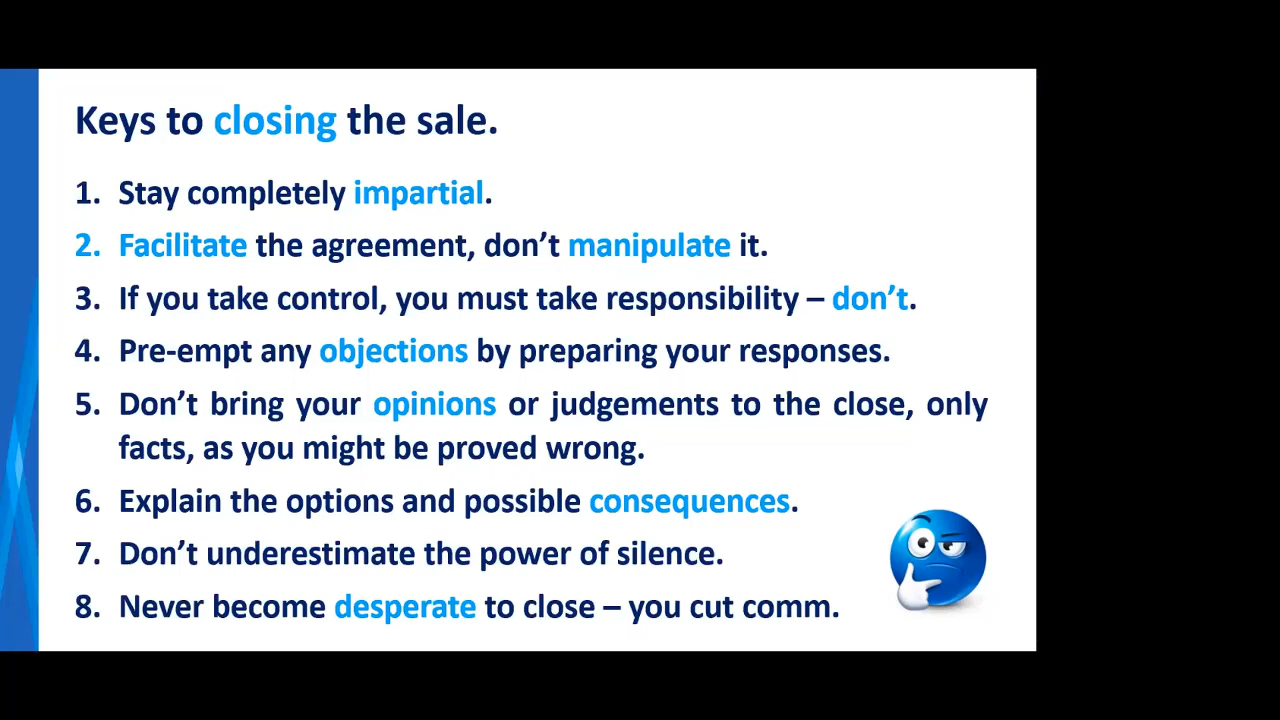 Keys to closing the sale.
1. Stay completely impartial.
2. Facilitate the agreement, don’t manipulate it.
3. If you take control, you must take responsibility – don’t.
4. Pre-empt any objections by preparing your responses.
5. Don’t bring your opinions or judgements to the close, only
facts, as you might be proved wrong.
6. Explain the options and possible consequences.
7. Don’t underestimate the power of silence.
8. Never become desperate to close – you cut comm.